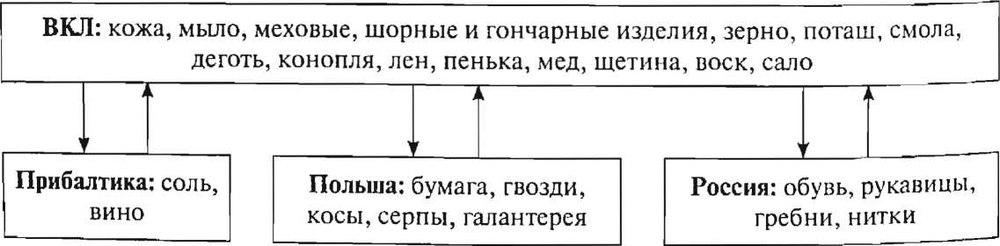 ВКЛ: кожа, мыло, меховые, шорные и гончарные изделия, зерно, поташ, смола,
деготь, конопля, лен, пенька, мед, щетина, воск, сало
Прибалтика: соль,
вино
Польша: бумага, гвозди,
косы, серпы, галантерея
Россия: обувь, рукавицы,
гребни, нитки